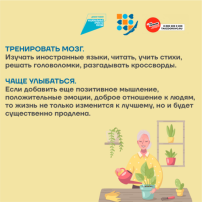 ТРЕНИРОВАТЬ МОЗГ.
Изучать иностранные языки, читать, учить стихи,
решать головоломки, разгадывать кроссворды.
ЧАЩЕ УЛЫБАТЬСЯ.
Если добавить еще позитивное мышление,
положительные эмоции, доброе отношение к людям,
то жизнь не только изменится к лучшему, но и будет
существенно продлена.